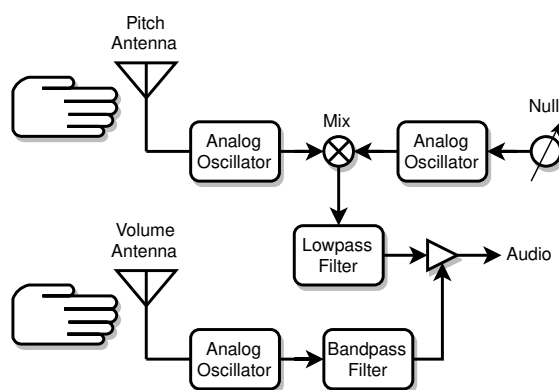 Pitch
Antenna
Mix
Null
Analog
Oscillator
Analog
Oscillator
Volume
Antenna
Lowpass
Filter
Audio
Analog
Oscillator
Bandpass
Filter